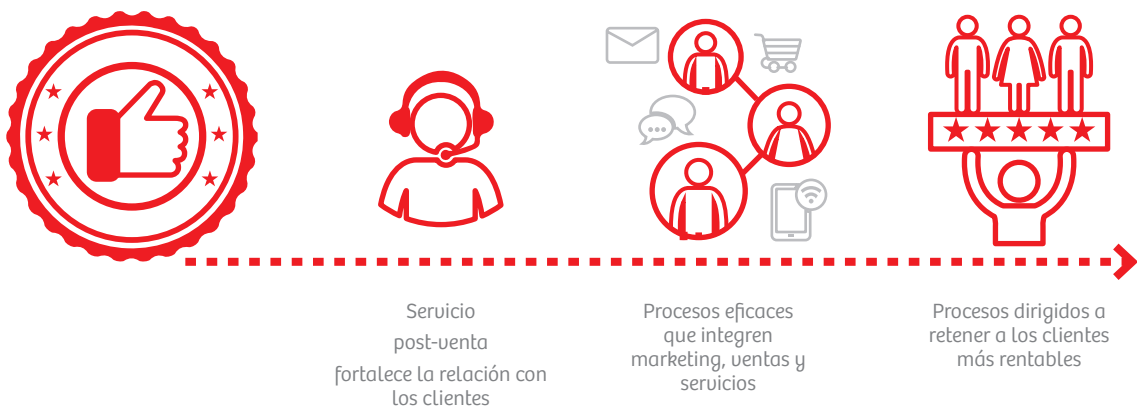 Servicio
post-venta
fortalece la relación con
los clientes
Procesos eficaces
que integren
marketing, ventas y
servicios
Procesos dirigidos a
retener a los clientes
más rentables